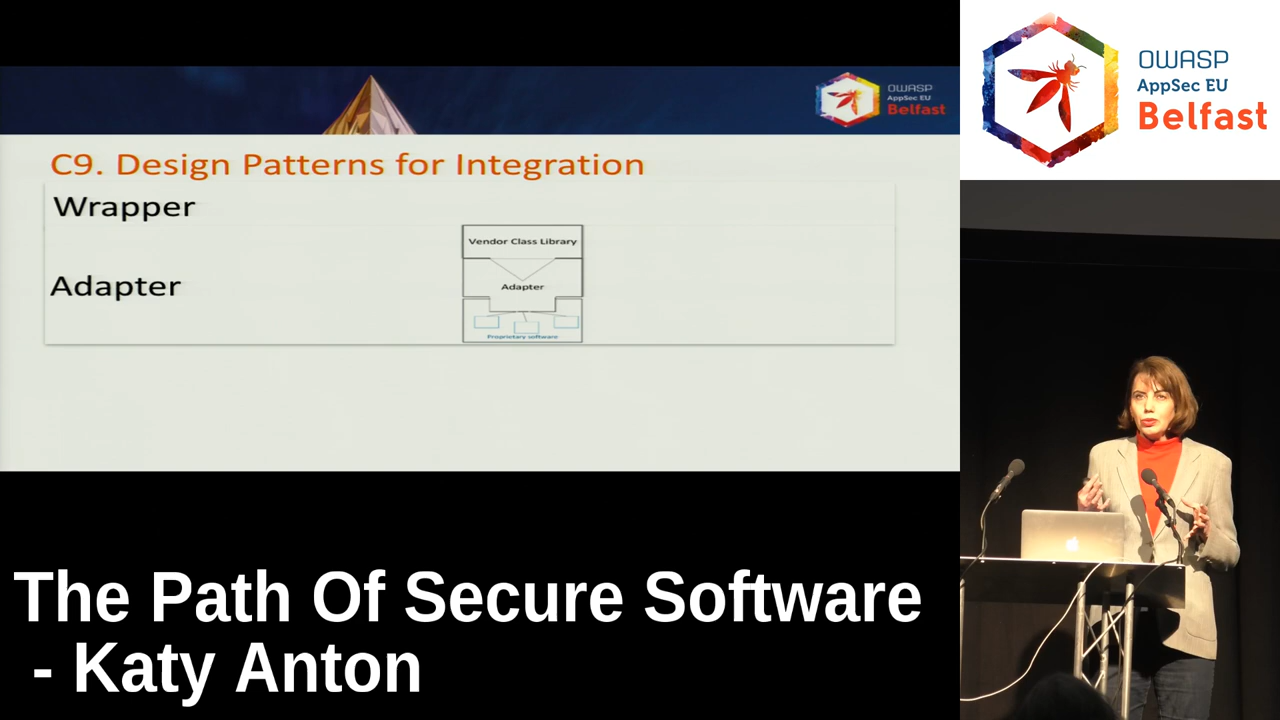 OWASP
AppSec EU
Belfast
C9. Design Patterns for Integration
Wrapper
Vendor Class Library
Adapter
Adapter
Proprietary software
OWASP
AppSec EU
Belfast
The Path Of Secure Software
- Katy Anton